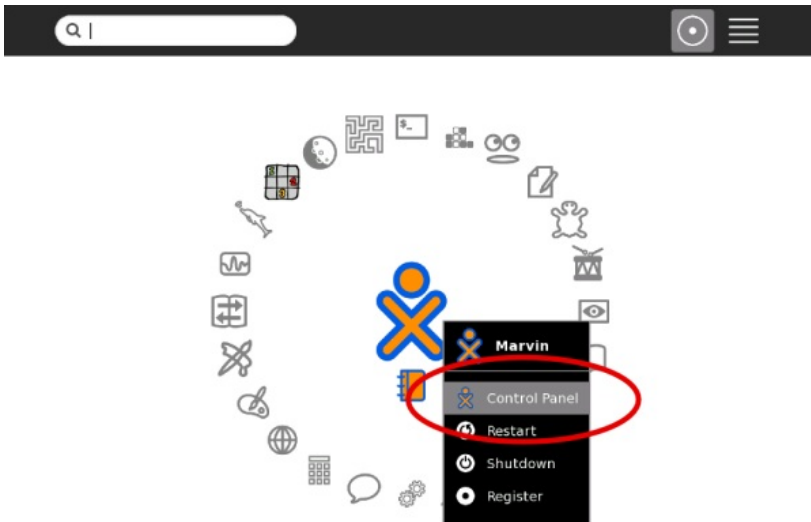 $_
Marvin
Control Panel
Restart
Shutdown
Register